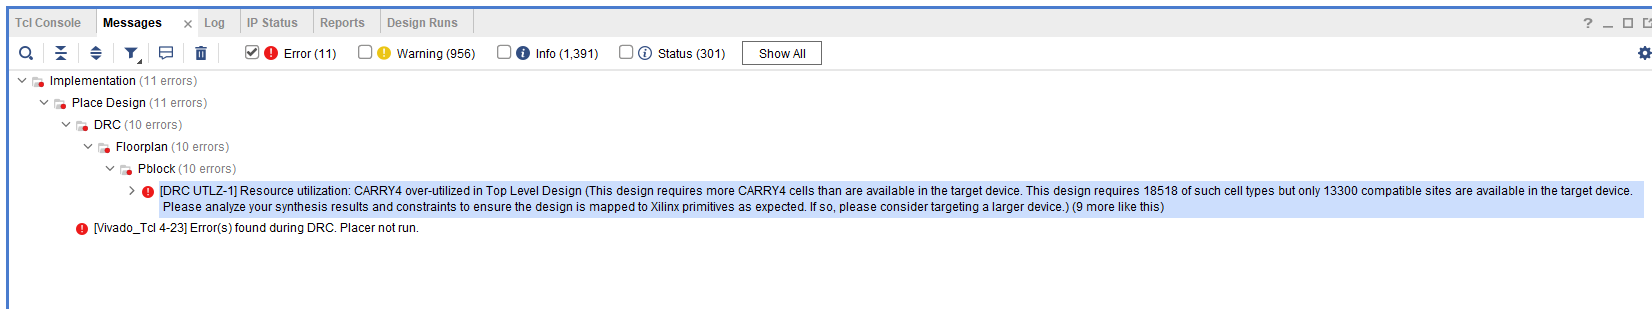 Tcl Console Messages × Log IP Status Reports Design Runs ?
Error (11) Warning (956) Info (1,391) Status (301) Show All
Implementation (11 errors)
Place Design (11 errors)
DRC (10 errors)
Floorplan (10 errors)
Pblock (10 errors)
[DRC UTLZ-1] Resource utilization: CARRY4 over-utilized in Top Level Design (This design requires more CARRY4 cells than are available in the target device. This design requires 18518 of such cell types but only 13300 compatible sites are available in the target device.
Please analyze your synthesis results and constraints to ensure the design is mapped to Xilinx primitives as expected. If so, please consider targeting a larger device.) (9 more like this)
[Vivado_Tcl 4-23] Error(s) found during DRC. Placer not run.